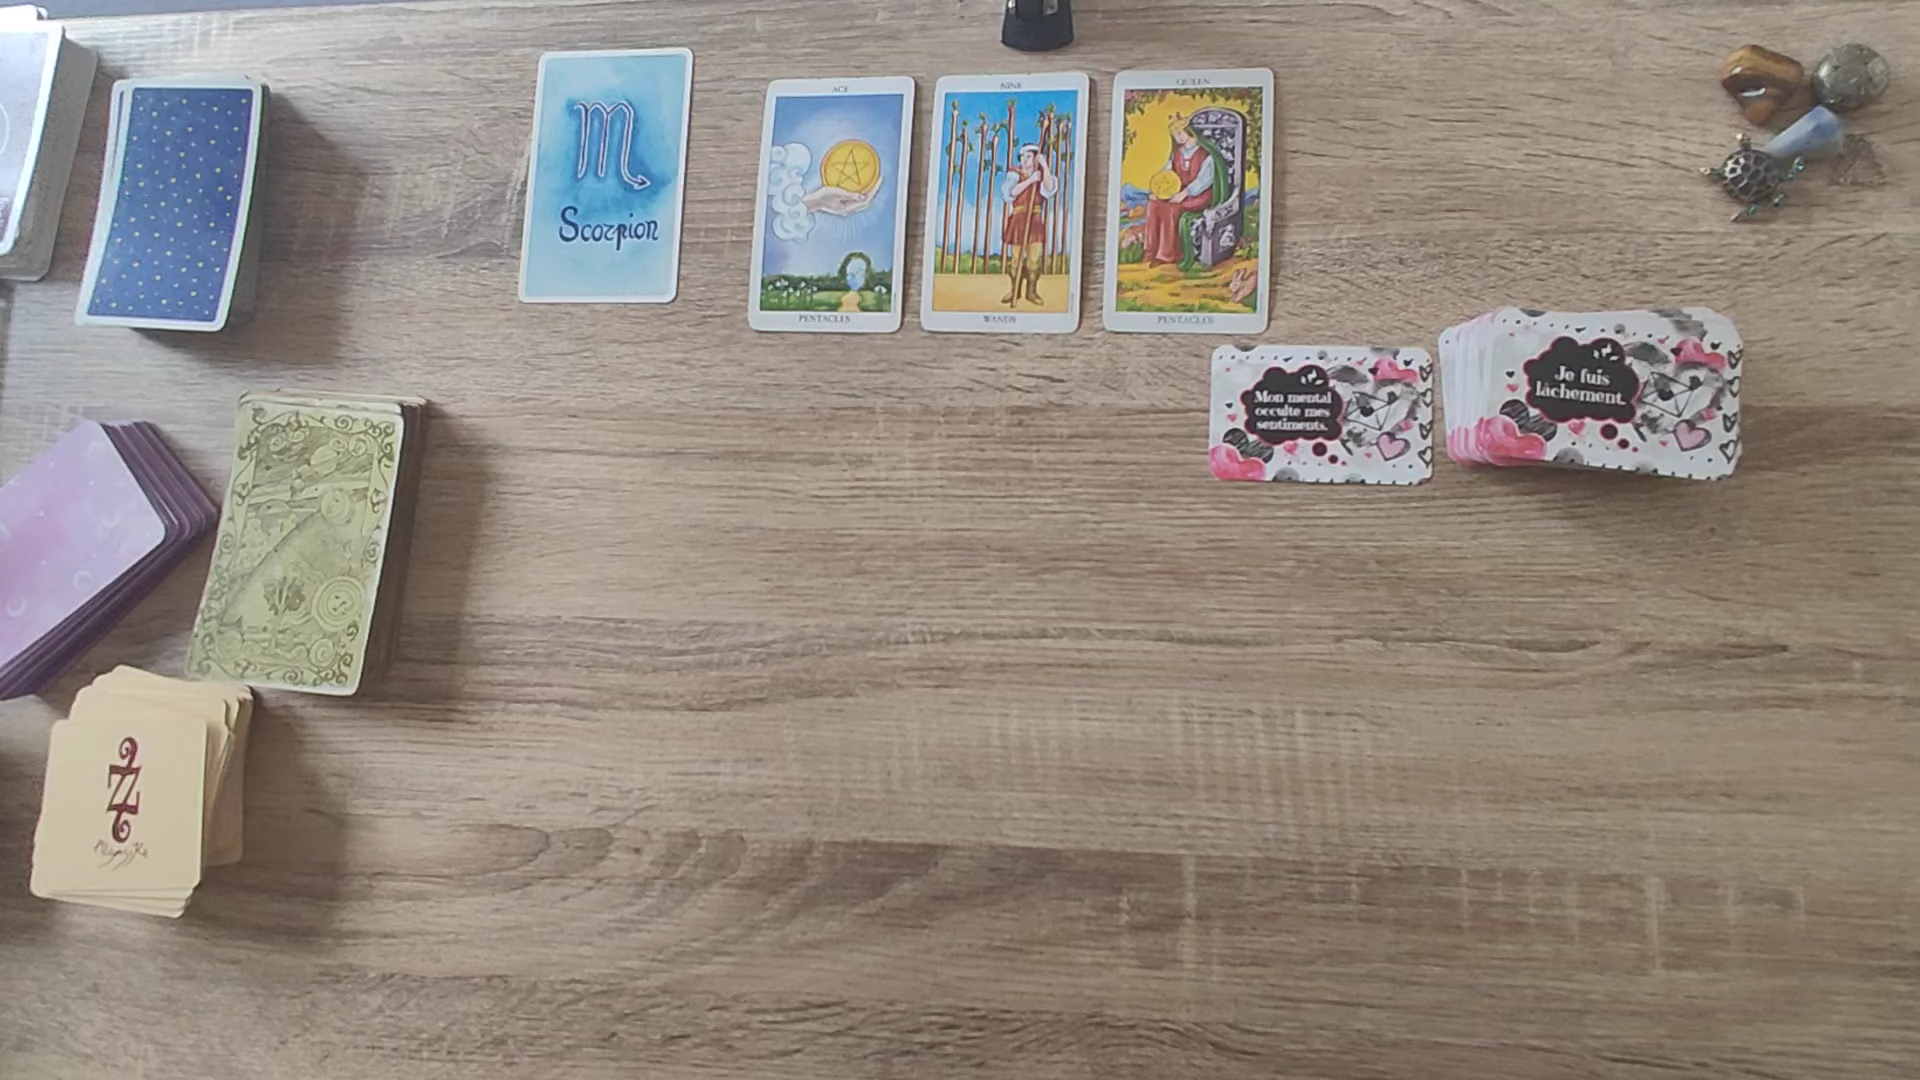 Scorpion
ACE
PENTACLES
NINE
WANDS
QUEEN
PENTACLES
Mon mental
occulte mes
sentiments.
Je fuis
lâchement.